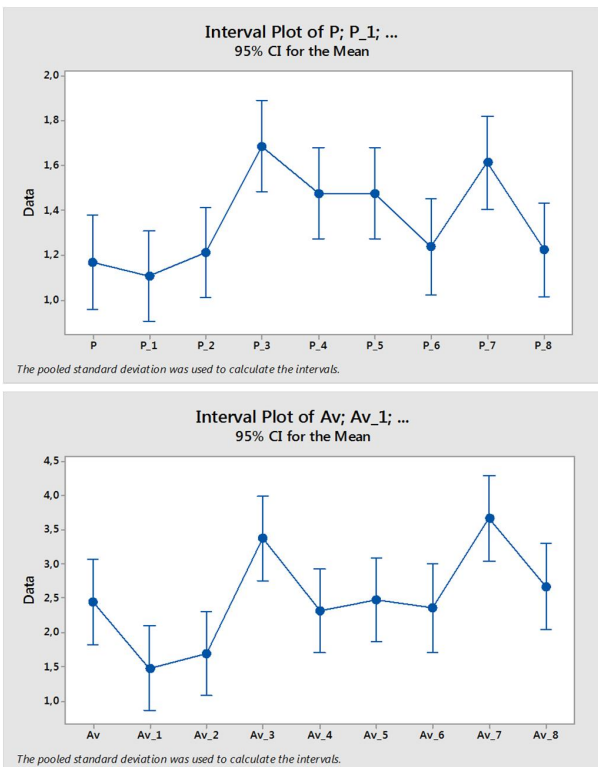 Interval Plot of P; P_1; ...
95% CI for the Mean
2,0
1,8
1,6
1,4
1,2
1,0
Data
P P_1 P_2 P_3 P_4 P_5 P_6 P_7 P_8
The pooled standard deviation was used to calculate the intervals.
Interval Plot of Av; Av_1; ...
95% CI for the Mean
4,5
4,0
3,5
3,0
2,5
2,0
1,5
1,0
Data
Av Av_1 Av_2 Av_3 Av_4 Av_5 Av_6 Av_7 Av_8
The pooled standard deviation was used to calculate the intervals.